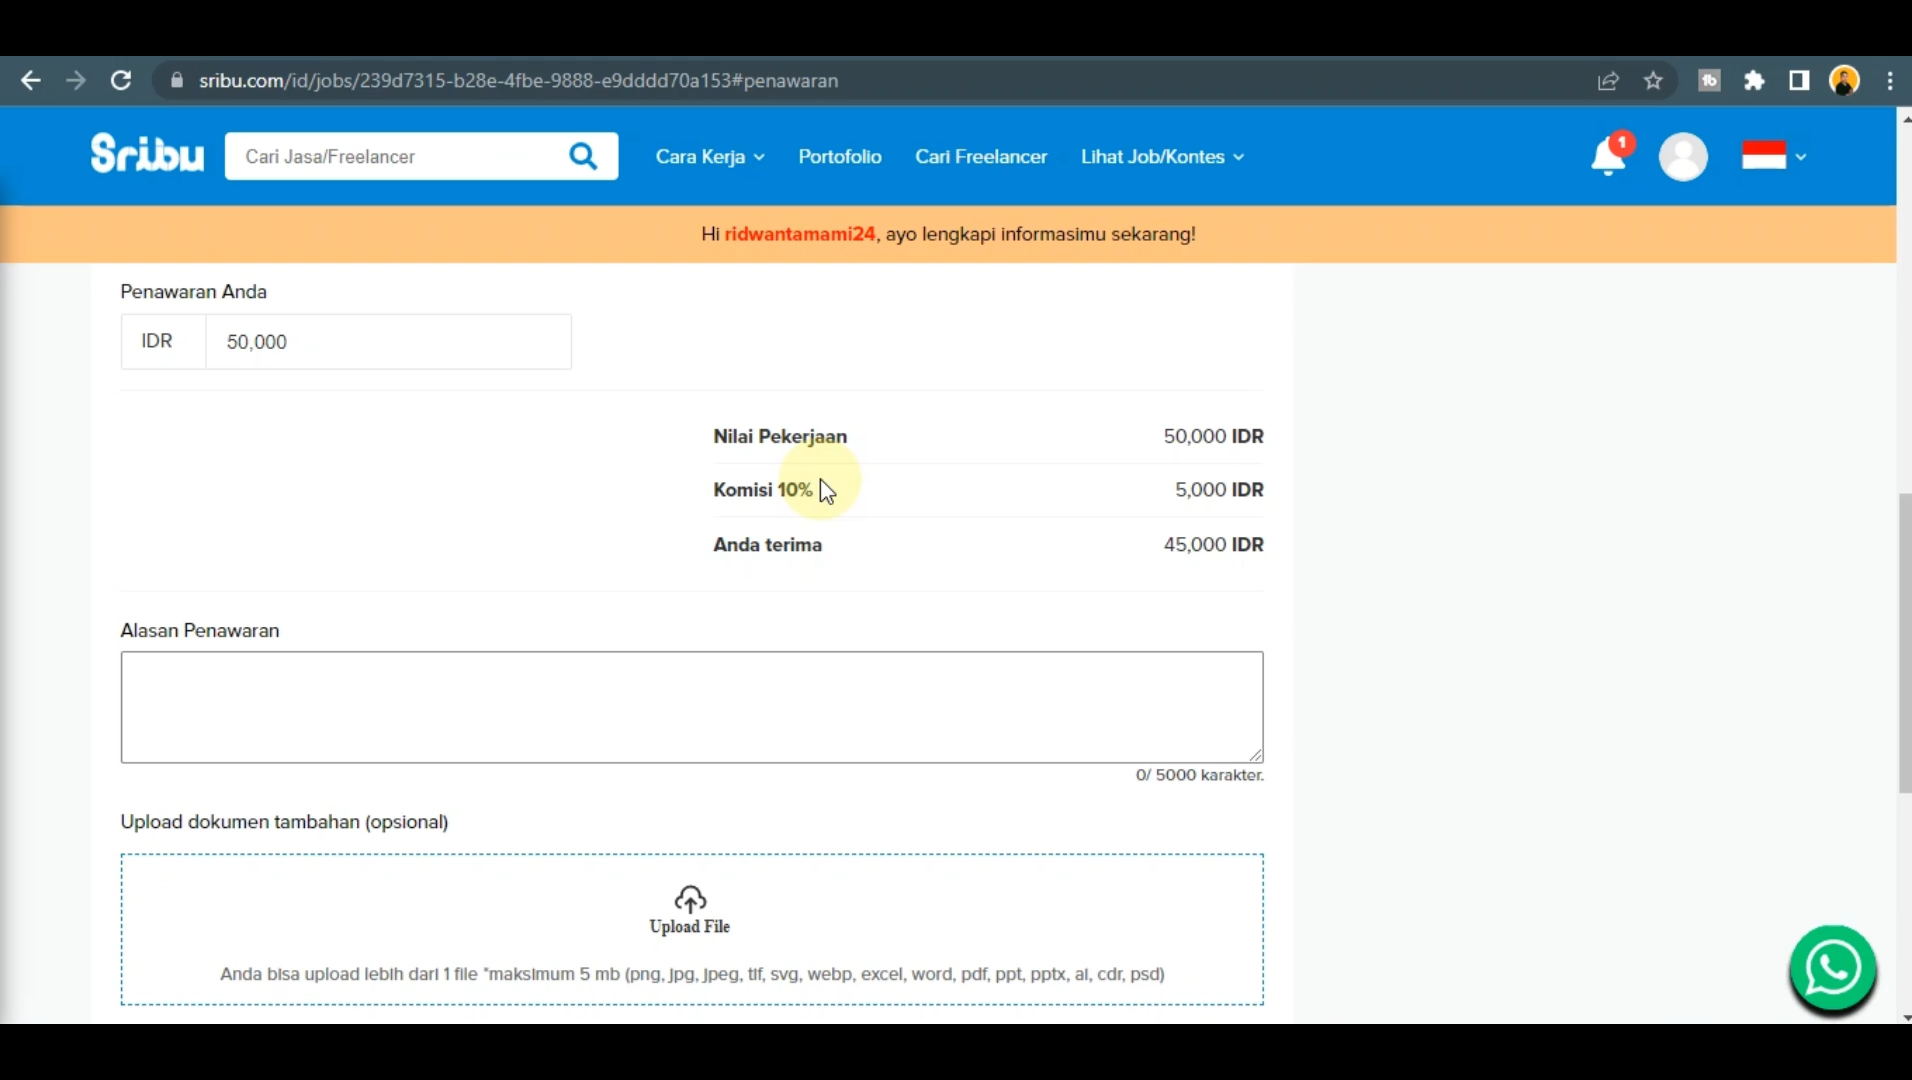 sribu.com/id/jobs/239d7315-b28e-4fbe-9888-e9dddd70a153#penawaran
Sribu
Cari Jasa/Freelancer
Cara Kerja
Portofolio
Cari Freelancer
Lihat Job/Kontes
1
Hi ridwantamami24, ayo lengkapi informasimu sekarang!
Penawaran Anda
IDR 50,000
Nilai Pekerjaan 50,000 IDR
Komisi 10% 5,000 IDR
Anda terima 45,000 IDR
Alasan Penawaran
0/ 5000 karakter.
Upload dokumen tambahan (opsional)
Upload File
Anda bisa upload lebih dari 1 file *maksimum 5 mb (png, jpg, jpeg, tif, svg, webp, excel, word, pdf, ppt, pptx, ai, cdr, psd)